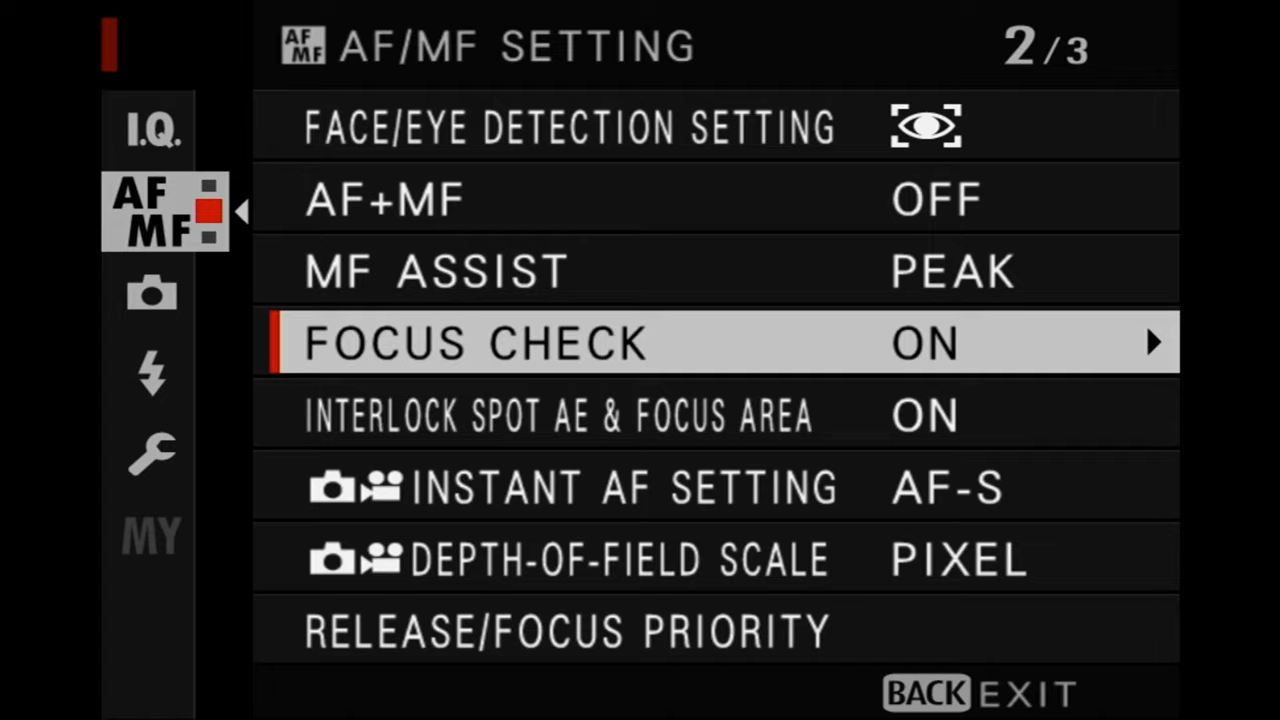 AF MF AF/MF SETTING 2/3
I.Q.
FACE/EYE DETECTION SETTING
AF MF
AF+MF OFF
MF ASSIST PEAK
FOCUS CHECK ON
INTERLOCK SPOT AE & FOCUS AREA ON
INSTANT AF SETTING AF-S
MY
DEPTH-OF-FIELD SCALE PIXEL
RELEASE/FOCUS PRIORITY
BACK EXIT